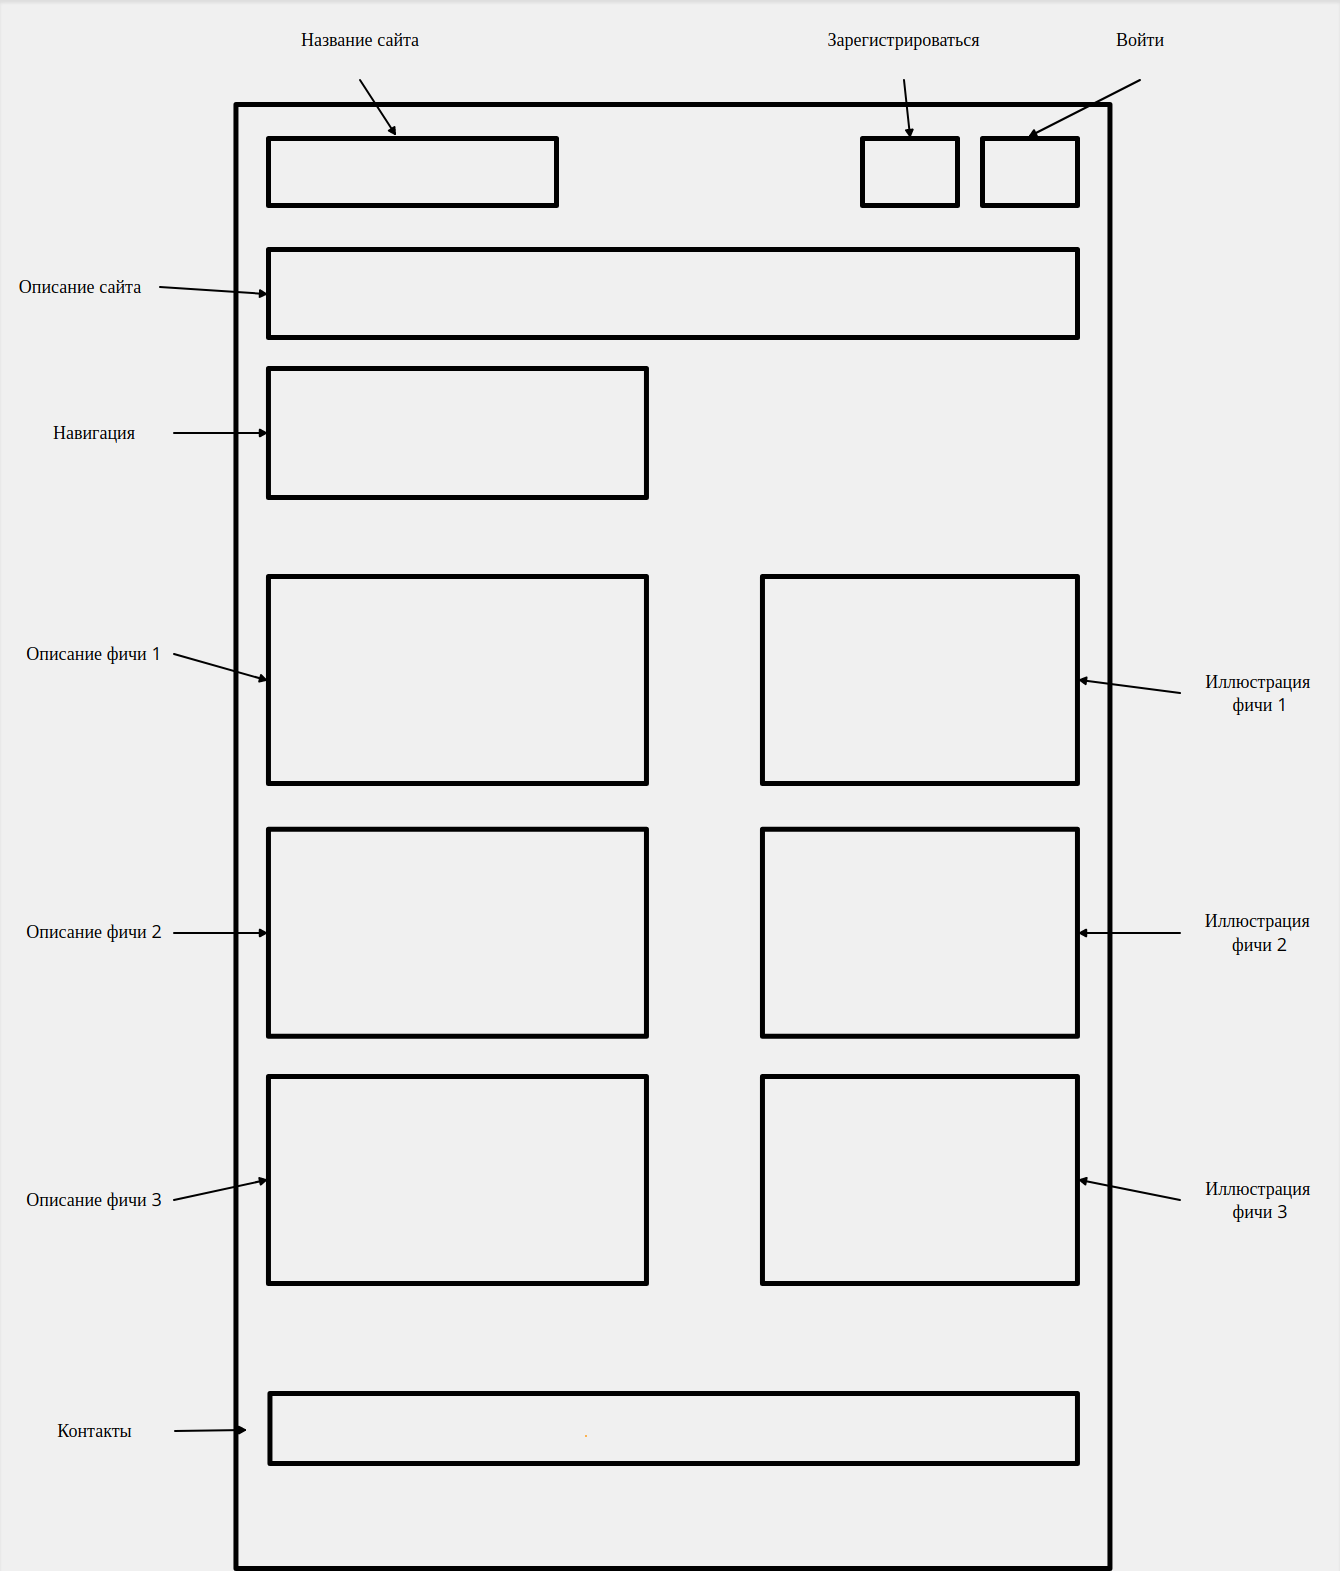 Название сайта
Зарегистрироваться
Войти
Описание сайта
Навигация
Описание фичи 1
Иллюстрация
фичи 1
Описание фичи 2
Иллюстрация
фичи 2
Описание фичи 3
Иллюстрация
фичи 3
Контакты